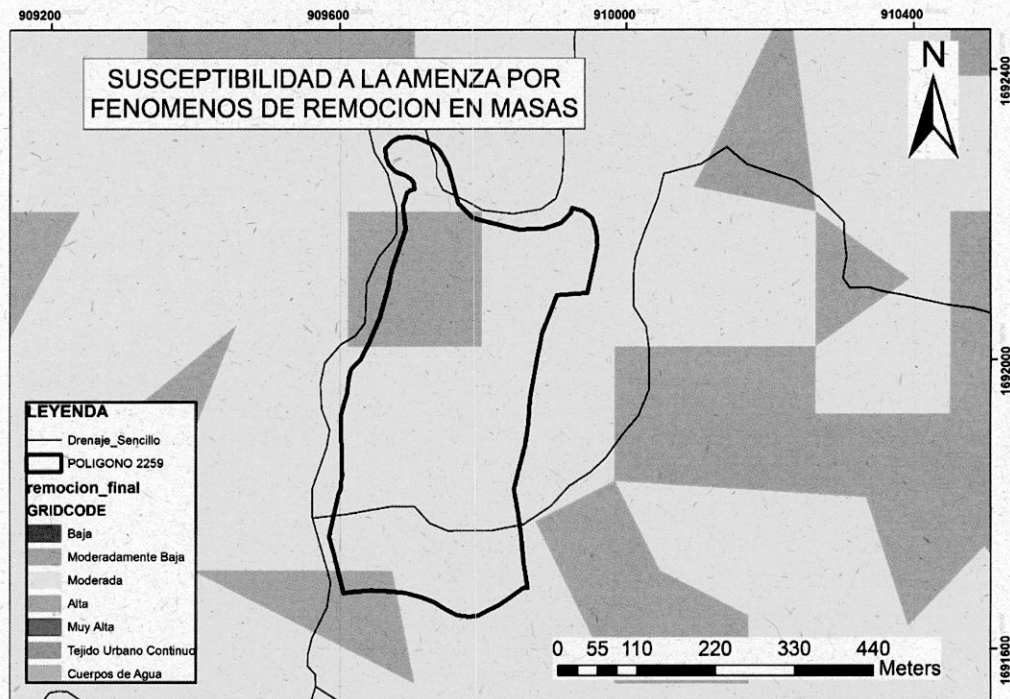 909200 909600 910000 910400
SUSCEPTIBILIDAD A LA AMENZA POR
FENOMENOS DE REMOCION EN MASAS
N
1692400
1692000
1691600
LEYENDA
Drenaje_Sencillo
POLIGONO 2259
remocion_final
GRIDCODE
Baja
Moderadamente Baja
Moderada
Alta
Muy Alta
Tejido Urbano Continuo
Cuerpos de Agua
0 55 110 220 330 440
Meters